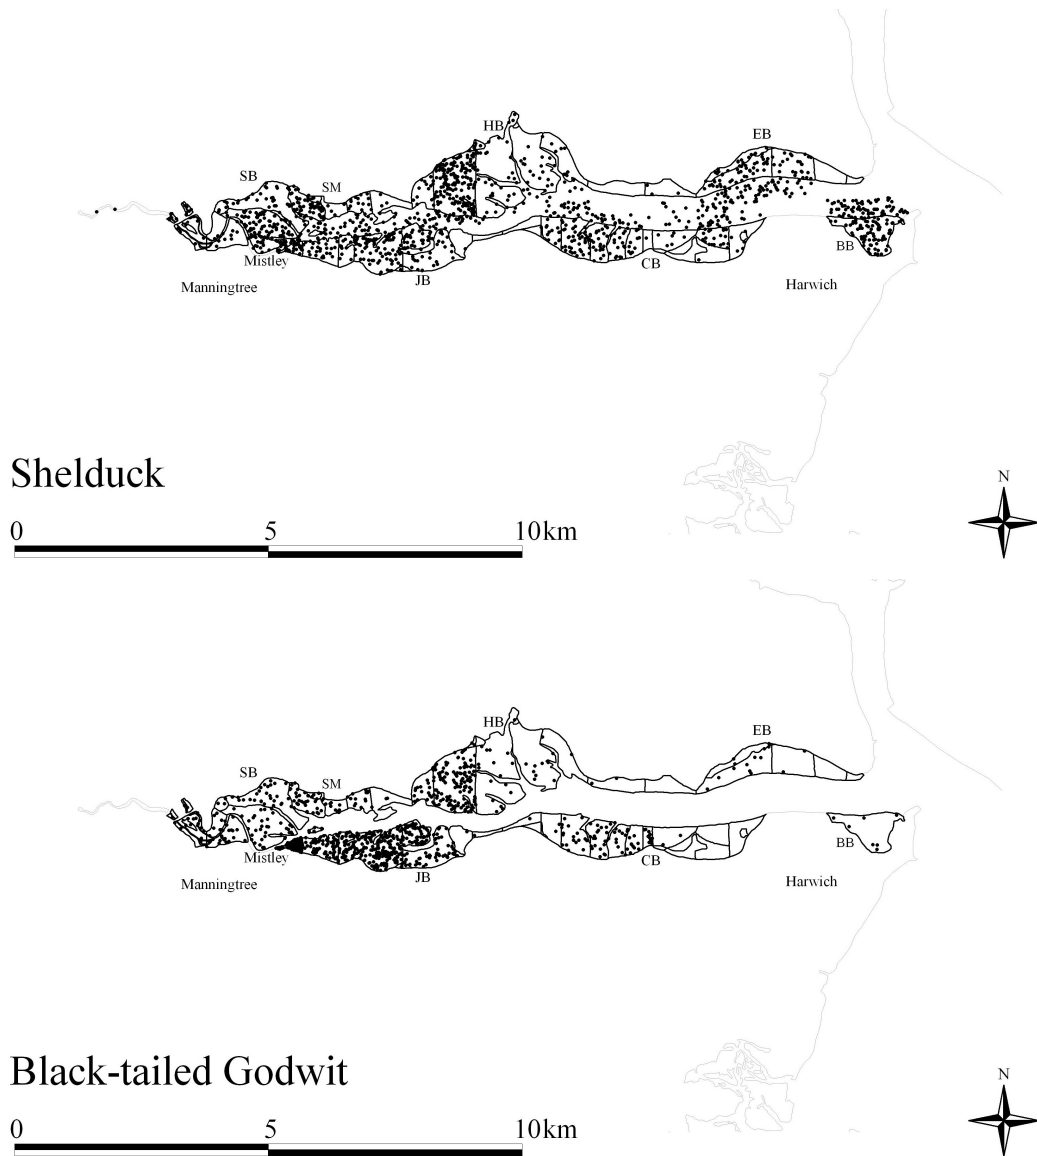 HB
EB
SB
SM
Mistley
BB
JB
CB
Manningtree
Harwich
Shelduck
N
0 5 10km
HB
EB
SB
SM
Mistley
BB
JB
CB
Manningtree
Harwich
Black-tailed Godwit
N
0 5 10km